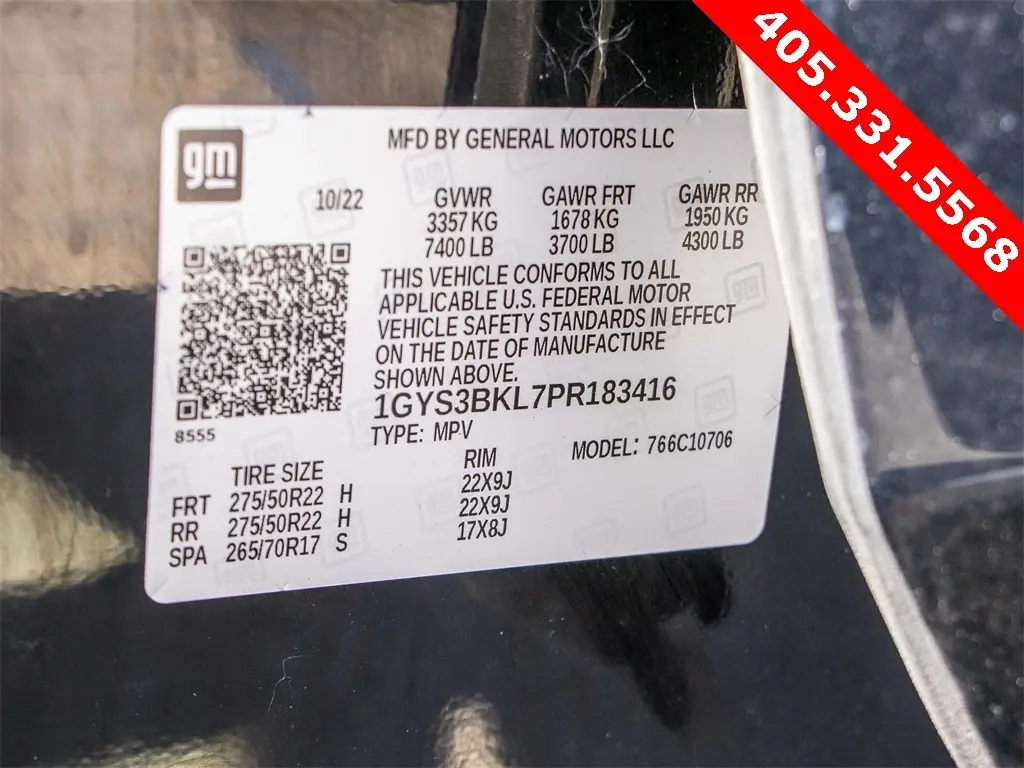 405.331.5568
gm
MFD BY GENERAL MOTORS LLC
10/22 GVWR GAWR FRT GAWR RR
3357 KG 1678 KG 1950 KG
7400 LB 3700 LB 4300 LB
THIS VEHICLE CONFORMS TO ALL
APPLICABLE U.S. FEDERAL MOTOR
VEHICLE SAFETY STANDARDS IN EFFECT
ON THE DATE OF MANUFACTURE
SHOWN ABOVE.
1GYS3BKL7PR183416
8555
TYPE: MPV MODEL: 766C10706
TIRE SIZE RIM
FRT 275/50R22 H 22X9J
RR 275/50R22 H 22X9J
SPA 265/70R17 S 17X8J